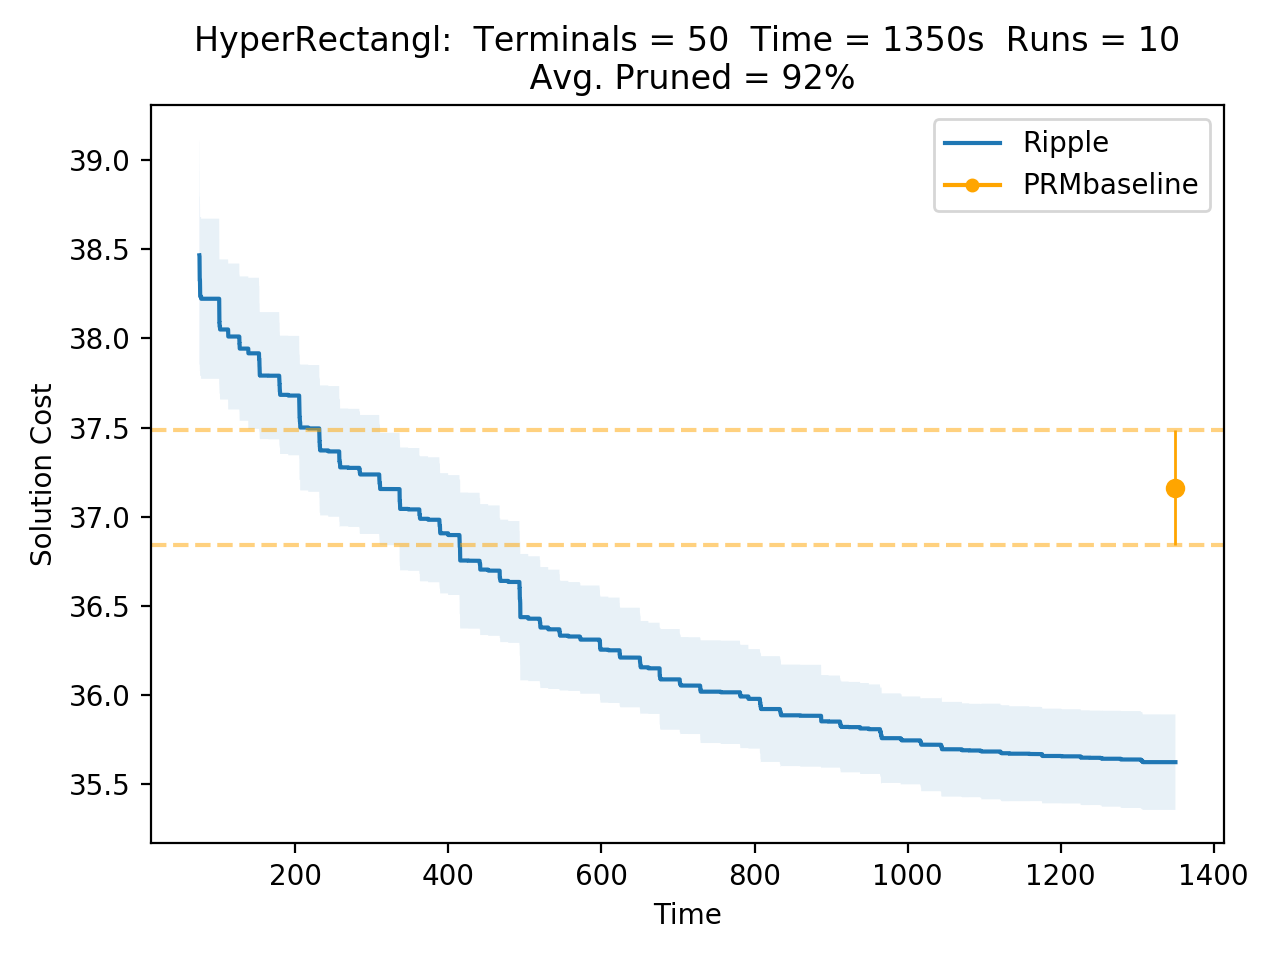 HyperRectangl:  Terminals = 50  Time = 1350s  Runs = 10
Avg. Pruned = 92%
Ripple
PRMbaseline
Solution Cost
39.0
38.5
38.0
37.5
37.0
36.5
36.0
35.5
200
400
600
800
1000
1200
1400
Time